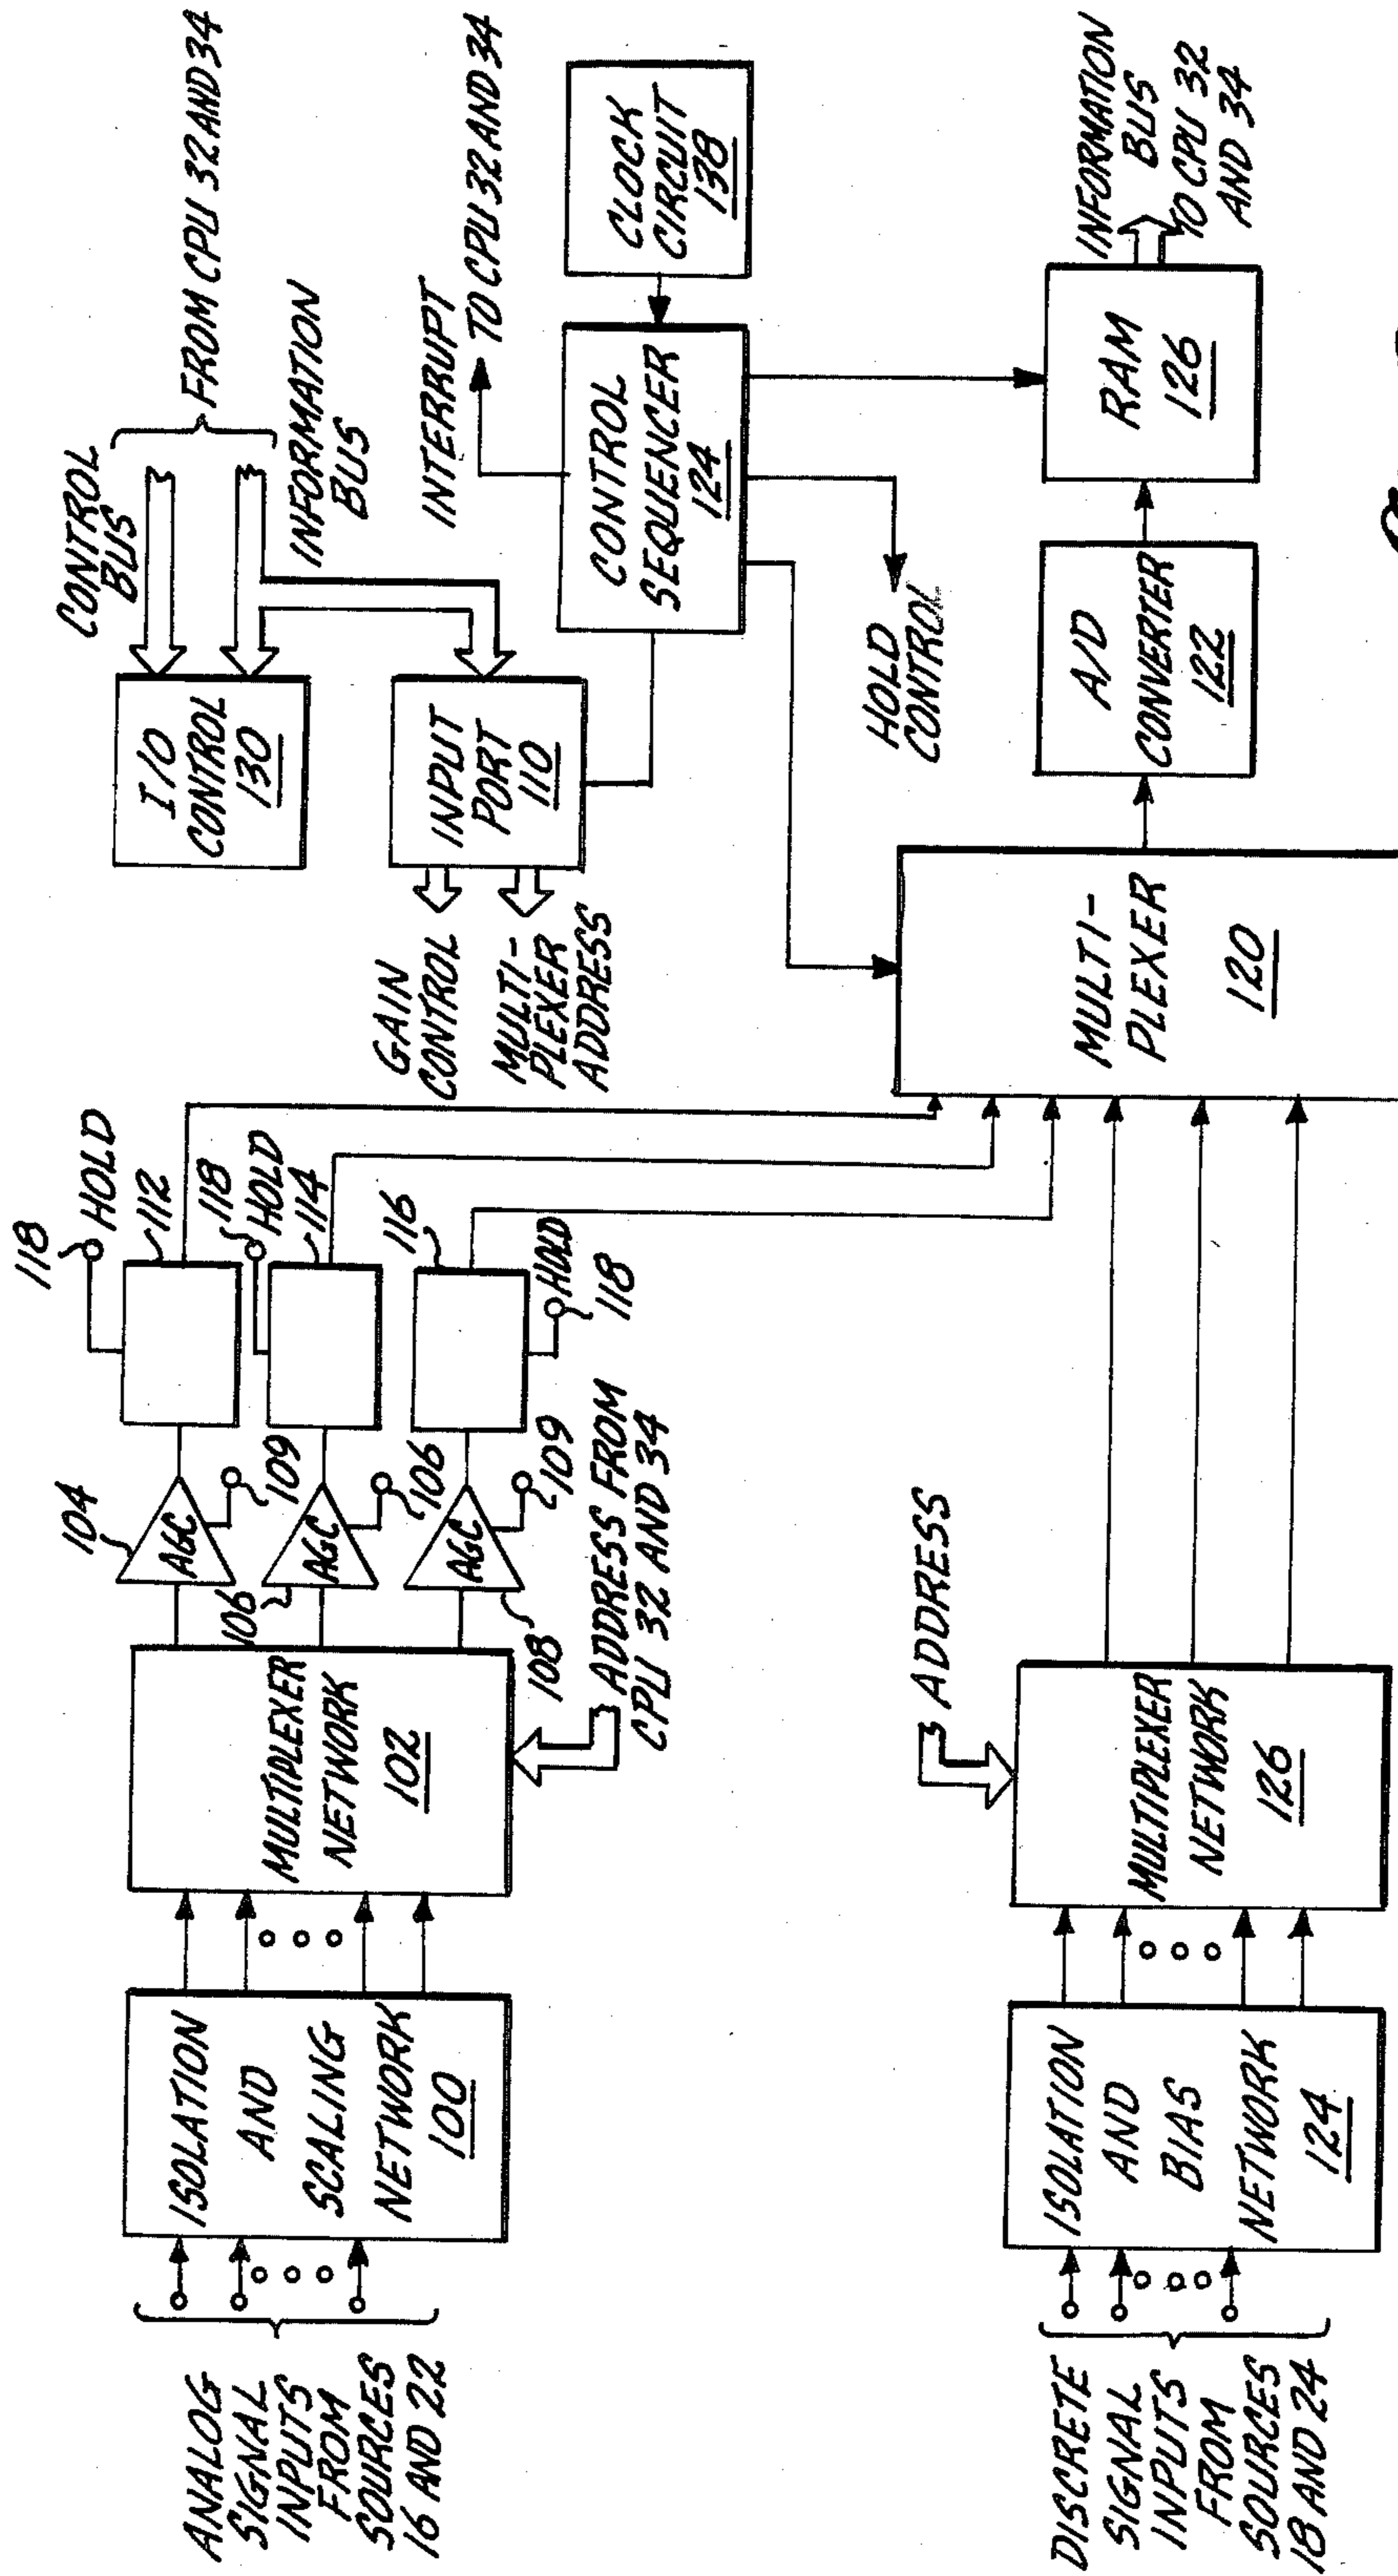 ANALOG
SIGNAL
INPUTS
FROM
SOURCES
16 AND 22
ISOLATION
AND
SCALING
NETWORK
100
MULTIPLEXER
NETWORK
102
ADDRESS FROM
CPU 32 AND 34
104
AGC
109
106
AGC
106
108
AGC
109
118
HOLD
112
118
HOLD
114
116
HOLD
118
CONTROL
BUS
FROM CPU 32 AND 34
INFORMATION
BUS
I/O
CONTROL
130
INPUT
PORT
110
GAIN
CONTROL
MULTI-
PLEXER
ADDRESS
INTERRUPT
TO CPU 32 AND 34
CONTROL
SEQUENCER
124
CLOCK
CIRCUIT
138
HOLD
CONTROL
DISCRETE
SIGNAL
INPUTS
FROM
SOURCES
18 AND 24
ISOLATION
AND
BIAS
NETWORK
124
ADDRESS
MULTIPLEXER
NETWORK
126
MULTI-
PLEXER
120
A/D
CONVERTER
122
RAM
126
INFORMATION
BUS
TO CPU 32
AND 34